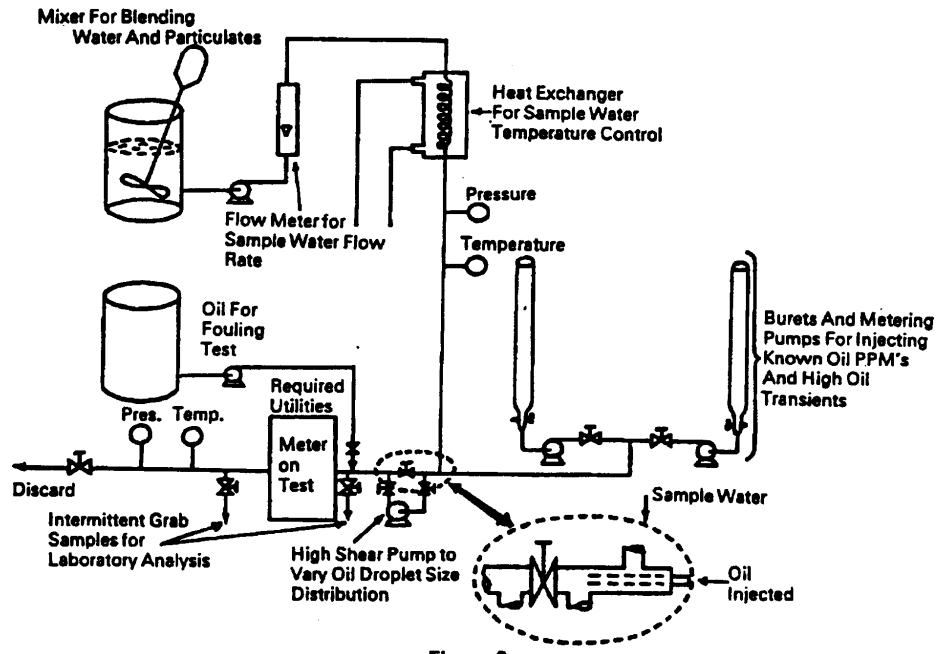 Mixer For Blending
Water And Particulates
Heat Exchanger
For Sample Water
Temperature Control
Flow Meter for
Sample Water Flow
Rate
Pressure
Temperature
Oil For
Fouling
Test
Burets And Metering
Pumps For Injecting
Known Oil PPM's
And High Oil
Transients
Required
Utilities
Pres. Temp.
Meter
on
Test
Discard
Intermittent Grab
Samples for
Laboratory Analysis
High Shear Pump to
Vary Oil Droplet Size
Distribution
Sample Water
Oil
Injected